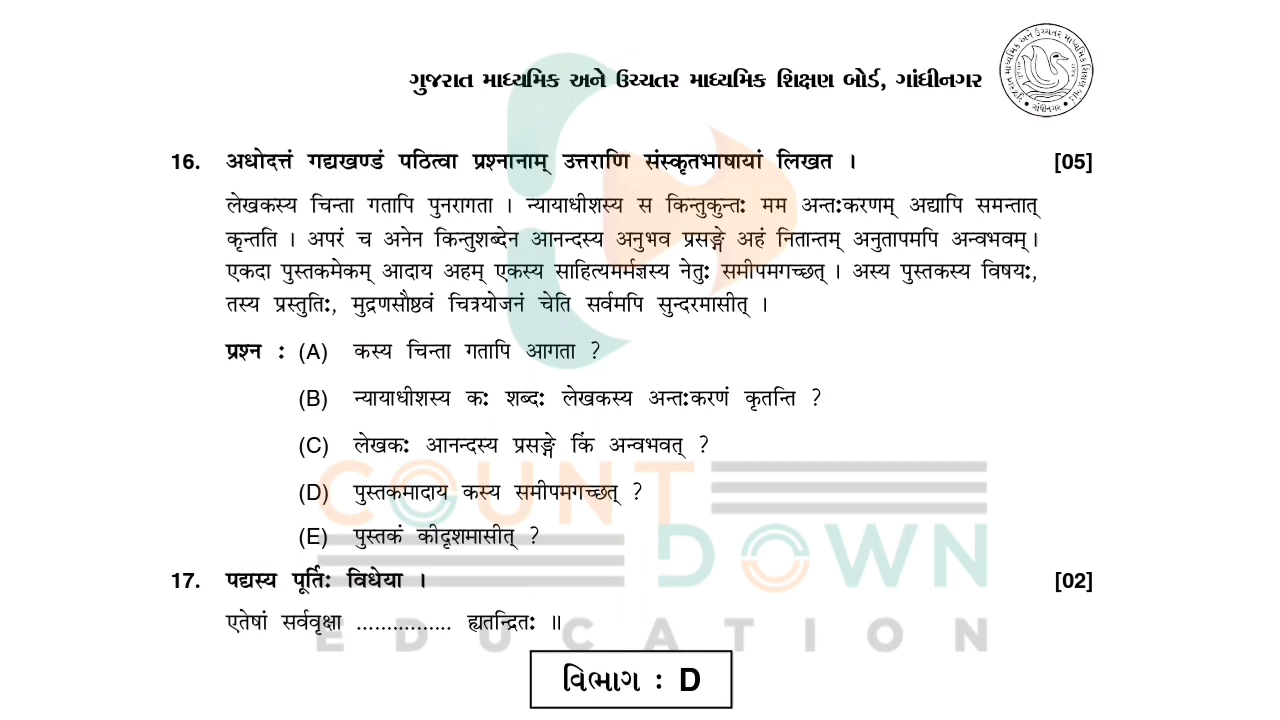 ગુજરાત માધ્યમિક અને ઉચ્ચતર માધ્યમિક શિક્ષણ બોર્ડ, ગાંધીનગર
16. अधोदत्तं गद्यखण्डं पठित्वा प्रश्नानाम् उत्तराणि संस्कृतभाषायां लिखत । [05]
लेखकस्य चिन्ता गतापि पुनरागता । न्यायाधीशस्य स किन्तुकुन्तः मम अन्तःकरणम् अद्यापि समन्तात्
कृन्तति । अपरं च अनेन किन्तुशब्देन आनन्दस्य अनुभव प्रसङ्गे अहं नितान्तम् अनुतापमपि अन्वभवम् ।
एकदा पुस्तकमेकम् आदाय अहम् एकस्य साहित्यमर्मज्ञस्य नेतुः समीपमगच्छत् । अस्य पुस्तकस्य विषयः,
तस्य प्रस्तुतिः, मुद्रणसौष्ठवं चित्रयोजनं चेति सर्वमपि सुन्दरमासीत् ।
प्रश्न : (A) कस्य चिन्ता गतापि आगता ?
(B) न्यायाधीशस्य कः शब्दः लेखकस्य अन्तःकरणं कृतन्ति ?
(C) लेखकः आनन्दस्य प्रसङ्गे किं अन्वभवत् ?
(D) पुस्तकमादाय कस्य समीपमगच्छत् ?
(E) पुस्तकं कीदृशमासीत् ?
17. पद्यस्य पूर्तिः विधेया । [02]
एतेषां सर्ववृक्षा ................ ह्यतन्द्रितः ॥
COUNT
DOWN
EDUCATION
વિભાગ : D